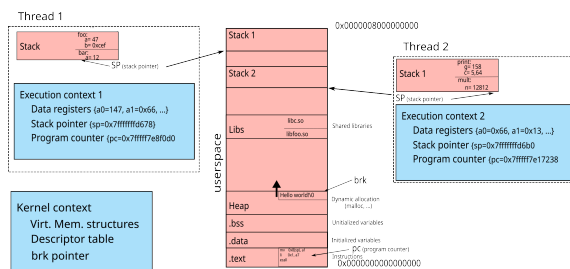 Thread 1
Stack
foo:
a= 47
b= 0xcef
bar:
a= 12
SP (stack pointer)
Execution context 1
Data registers {a0=147, a1=0x66, ...}
Stack pointer {sp=0x7fffffffd678}
Program counter {pc=0x7ffff7e8f0d0
Kernel context
Virt. Mem. structures
Descriptor table
brk pointer
userspace
0x0000008000000000
Stack 1
Stack 2
Libs
libc.so
libfoo.so
Shared libraries
brk
Hello world!\0
Heap
Dynamic allocation
(malloc, ...)
.bss
Unitialized variables
.data
Initialized variables
pc (program counter)
.text
Instructions
0x0000000000000000
Thread 2
Stack 1
print:
g= 158
c= 5,64
mult:
n= 12812
SP (stack pointer)
Execution context 2
Data registers {a0=0x66, a1=0x13, ...}
Stack pointer {sp=0x7fffffffd6b0
Program counter {pc=0x7ffff7e17238